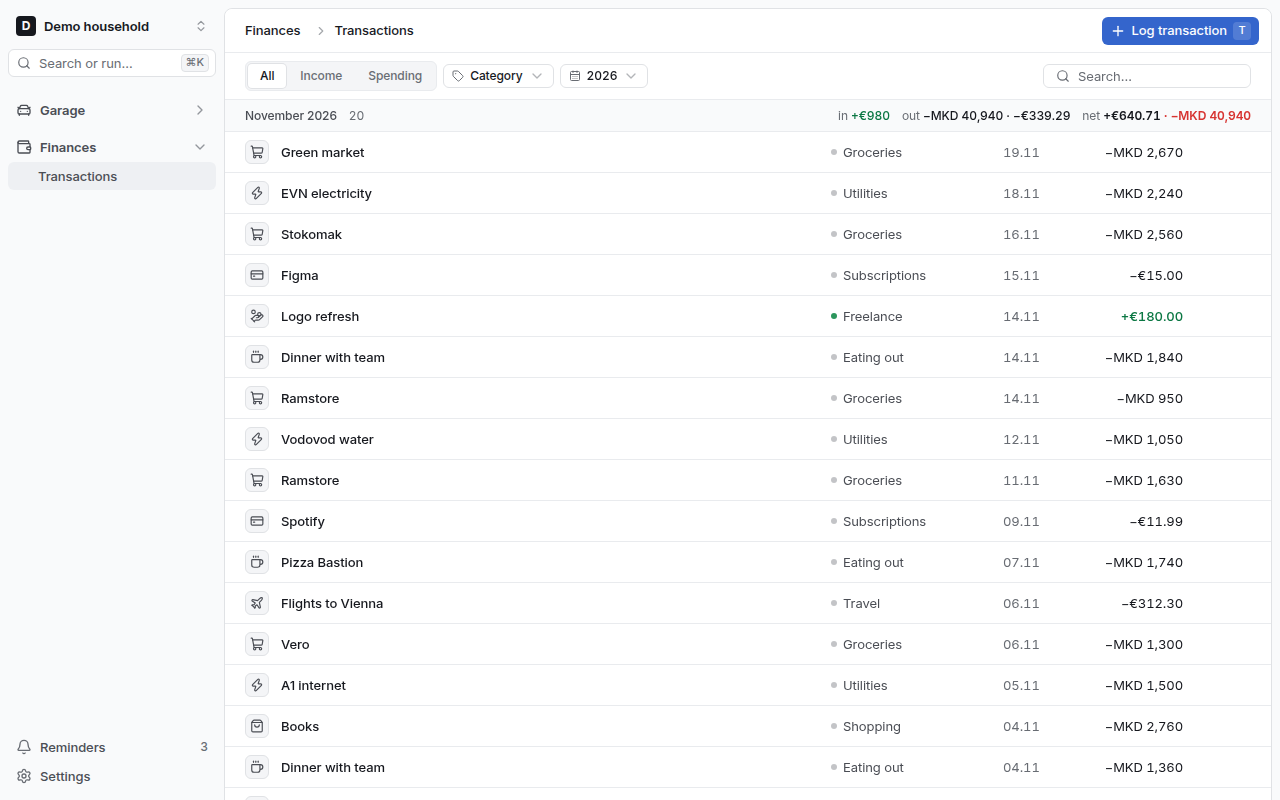 D Demo household
Search or run... ⌘K
Garage
Finances
Transactions
Reminders 3
Settings
Finances > Transactions
+ Log transaction T
All Income Spending Category 2026 Search...
November 2026 20 in +€980 out −MKD 40,940 · −€339.29 net +€640.71 · −MKD 40,940
Green market Groceries 19.11 −MKD 2,670
EVN electricity Utilities 18.11 −MKD 2,240
Stokomak Groceries 16.11 −MKD 2,560
Figma Subscriptions 15.11 −€15.00
Logo refresh Freelance 14.11 +€180.00
Dinner with team Eating out 14.11 −MKD 1,840
Ramstore Groceries 14.11 −MKD 950
Vodovod water Utilities 12.11 −MKD 1,050
Ramstore Groceries 11.11 −MKD 1,630
Spotify Subscriptions 09.11 −€11.99
Pizza Bastion Eating out 07.11 −MKD 1,740
Flights to Vienna Travel 06.11 −€312.30
Vero Groceries 06.11 −MKD 1,300
A1 internet Utilities 05.11 −MKD 1,500
Books Shopping 04.11 −MKD 2,760
Dinner with team Eating out 04.11 −MKD 1,360